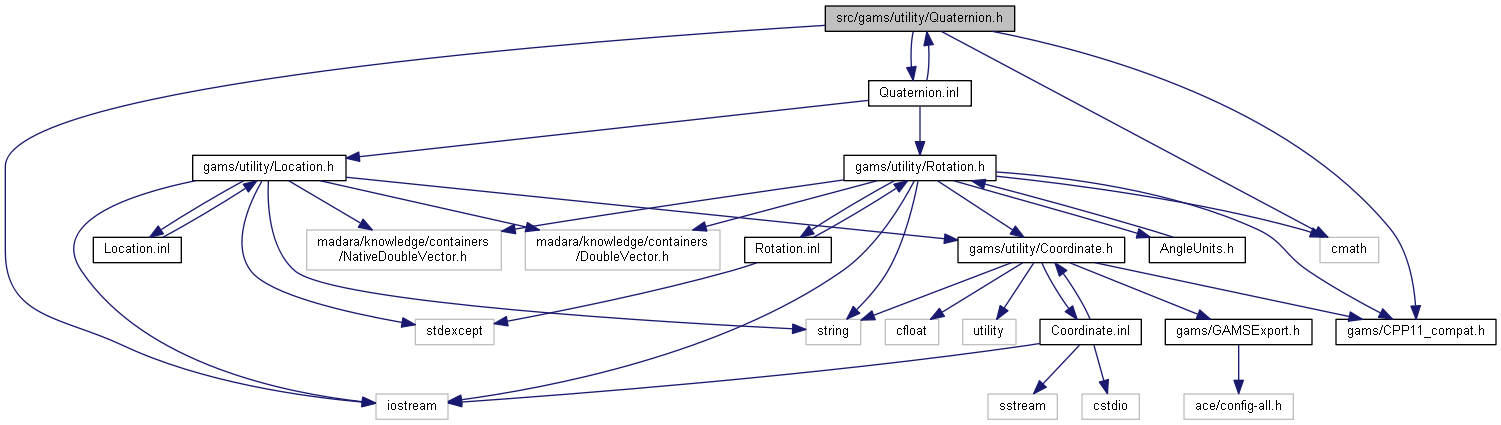 src/gams/utility/Quaternion.h
Quaternion.inl
gams/utility/Location.h
gams/utility/Rotation.h
Location.inl
madara/knowledge/containers
/NativeDoubleVector.h
madara/knowledge/containers
/DoubleVector.h
Rotation.inl
gams/utility/Coordinate.h
AngleUnits.h
cmath
stdexcept
string
cfloat
utility
Coordinate.inl
gams/GAMSExport.h
gams/CPP11_compat.h
iostream
sstream
cstdio
ace/config-all.h